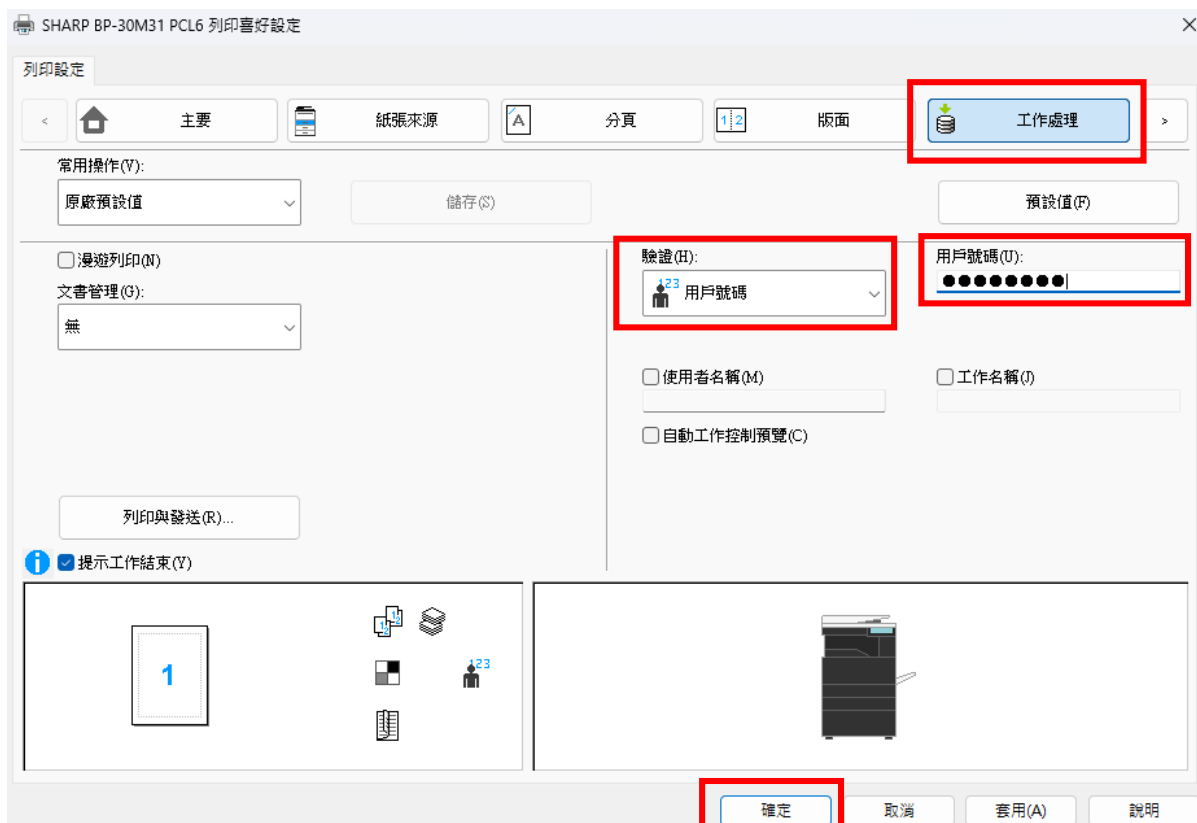 SHARP BP-30M31 PCL6 列印喜好設定
列印設定
主要
紙張來源
A
分頁
1 2
版面
工作處理
常用操作(V):
原廠預設值
儲存(S)
預設值(F)
漫遊列印(N)
文書管理(G):
無
驗證(H):
123 用戶號碼
用戶號碼(U):
●●●●●●●●
使用者名稱(M)
工作名稱(J)
自動工作控制預覽(C)
列印與發送(R)...
提示工作結束(Y)
1
123
確定
取消
套用(A)
說明